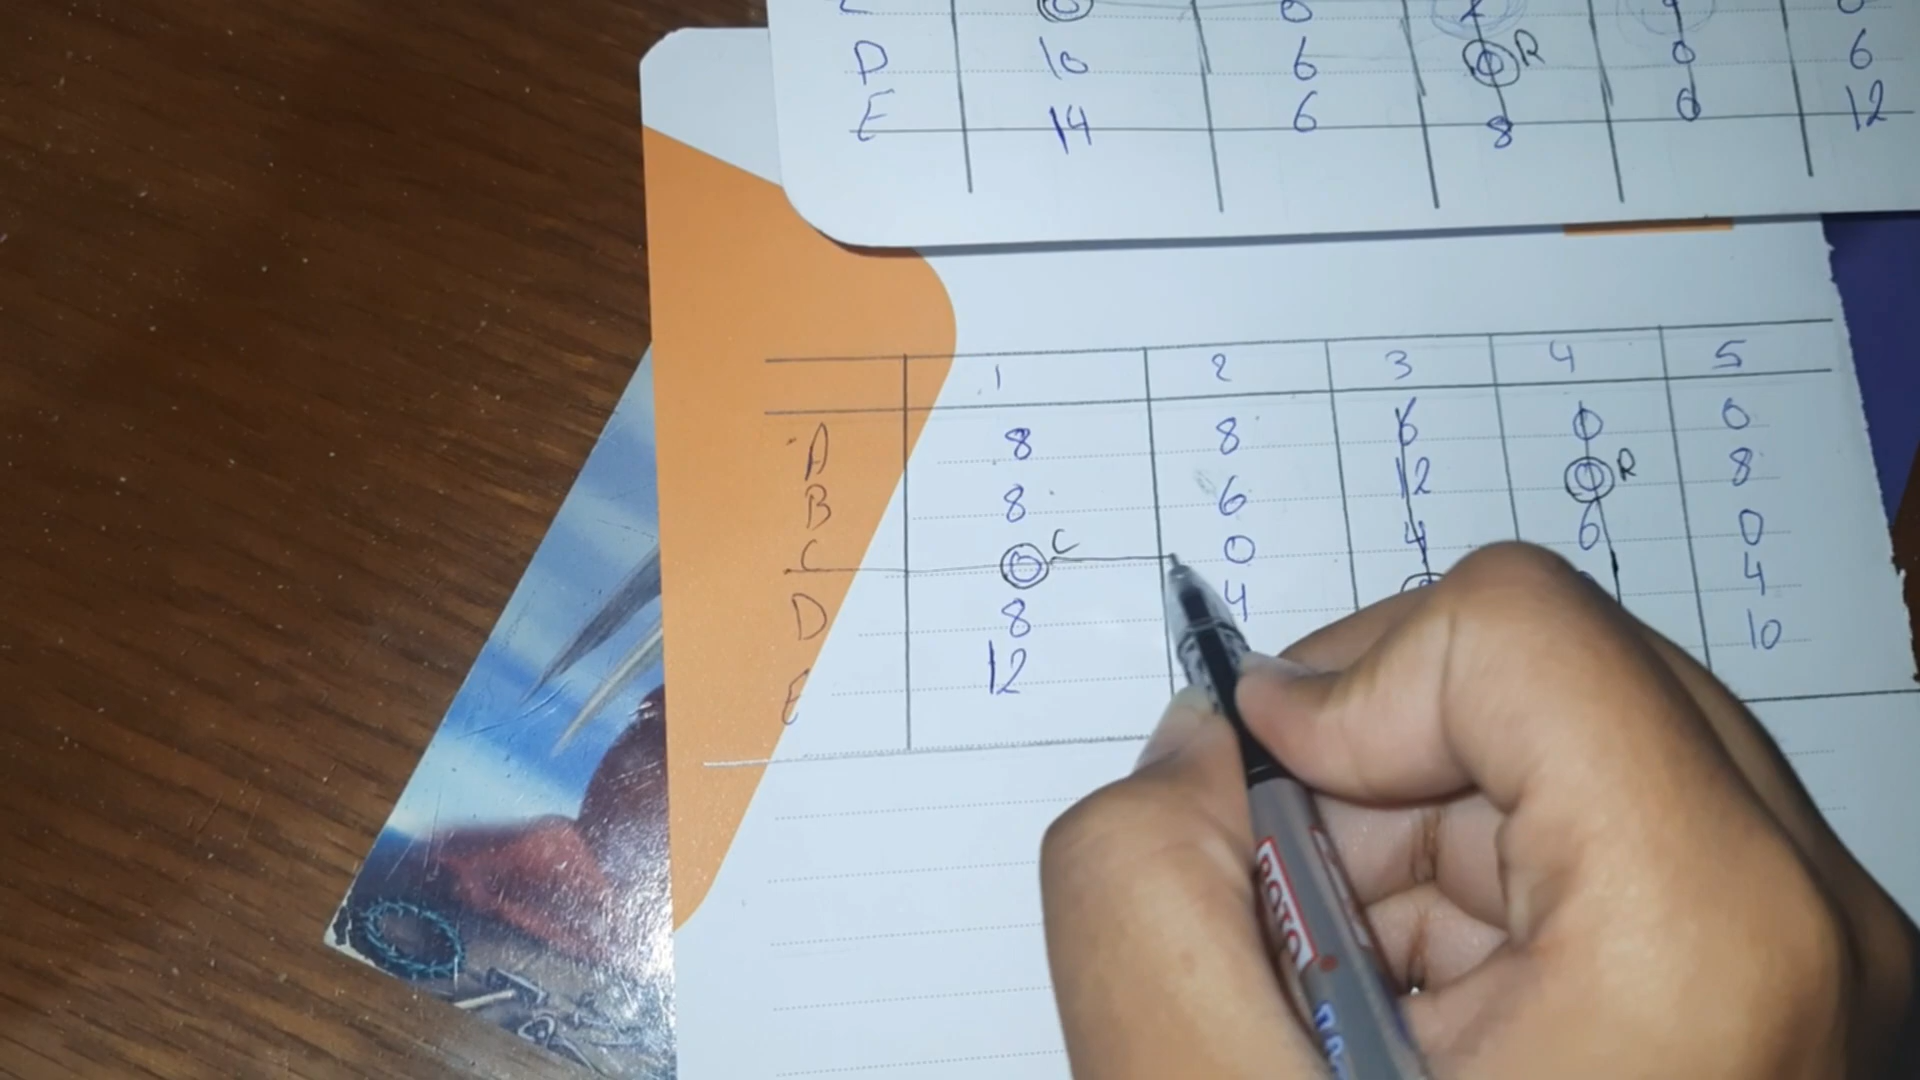 D 10 6 0 R 0 6
E 14 6 8 0 12
1 2 3 4 5
A 8 8 6 0 0
B 8 6 12 0 R 8
C 0 C 0 4 6 0
D 8 4 4
E 12 10
ROTO